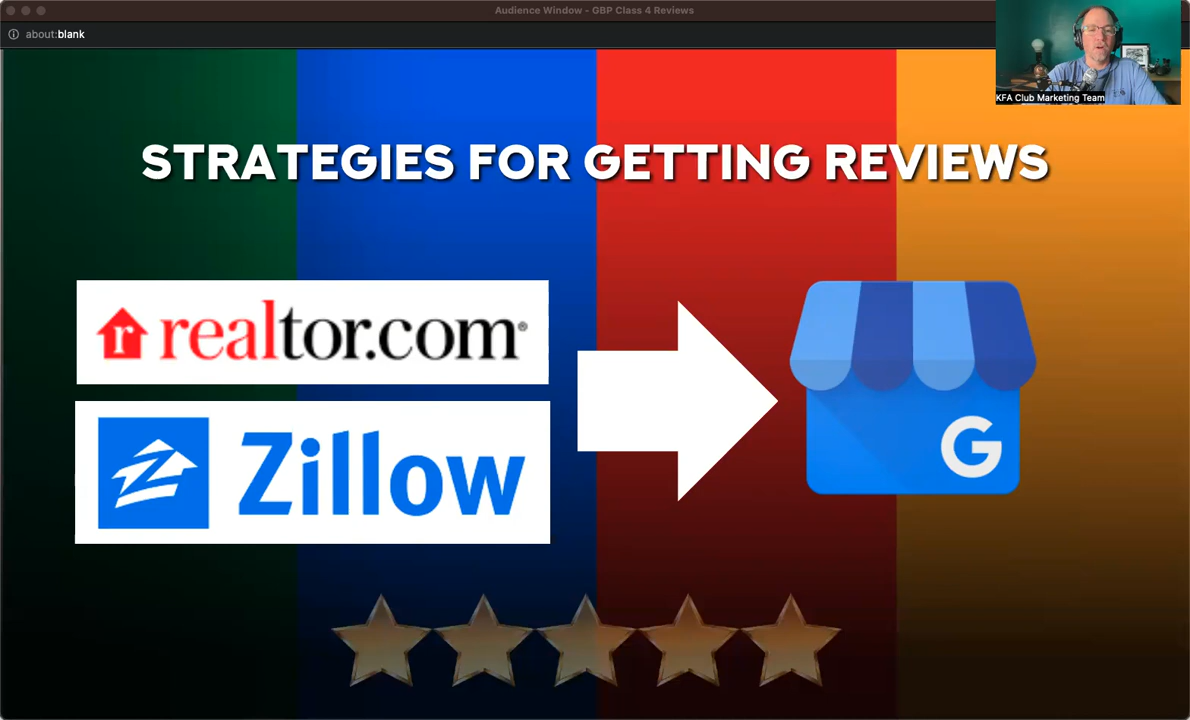 Audience Window - GBP Class 4 Reviews
about:blank
KFA Club Marketing Team
STRATEGIES FOR GETTING REVIEWS
r realtor.com®
Z Zillow
G